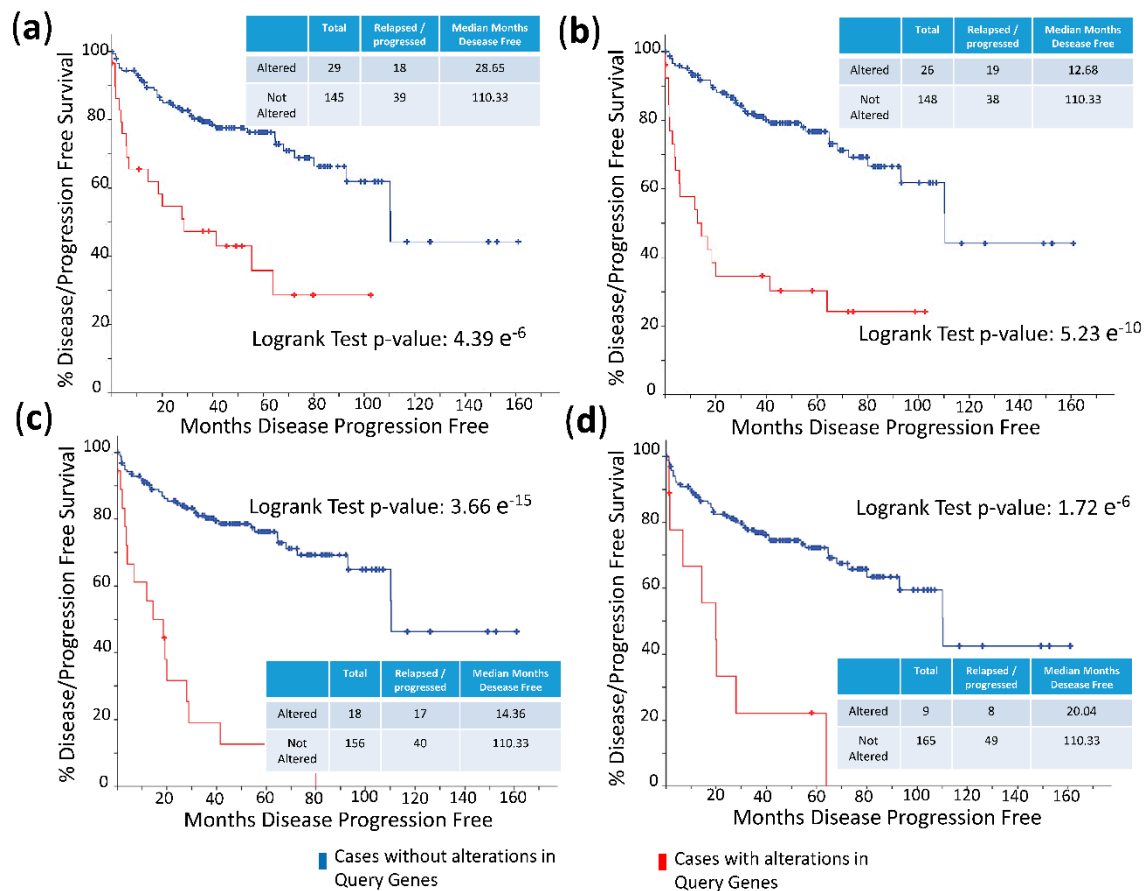 (a)
Total Relapsed / progressed Median Months Desease Free
Altered 29 18 28.65
Not Altered 145 39 110.33
% Disease/Progression Free Survival
100
80
60
40
20
0
Logrank Test p-value: 4.39 e-6
20 40 60 80 100 120 140 160
Months Disease Progression Free
(b)
Total Relapsed / progressed Median Months Desease Free
Altered 26 19 12.68
Not Altered 148 38 110.33
% Disease/Progression Free Survival
100
80
60
40
20
0
Logrank Test p-value: 5.23 e-10
20 40 60 80 100 120 140 160
Months Disease Progression Free
(c)
% Disease/Progression Free Survival
100
80
60
40
20
0
Logrank Test p-value: 3.66 e-15
Total Relapsed / progressed Median Months Desease Free
Altered 18 17 14.36
Not Altered 156 40 110.33
20 40 60 80 100 120 140 160
Months Disease Progression Free
(d)
% Disease/Progression Free Survival
100
80
60
40
20
0
Logrank Test p-value: 1.72 e-6
Total Relapsed / progressed Median Months Desease Free
Altered 9 8 20.04
Not Altered 165 49 110.33
20 40 60 80 100 120 140 160
Months Disease Progression Free
Cases without alterations in
Query Genes
Cases with alterations in
Query Genes